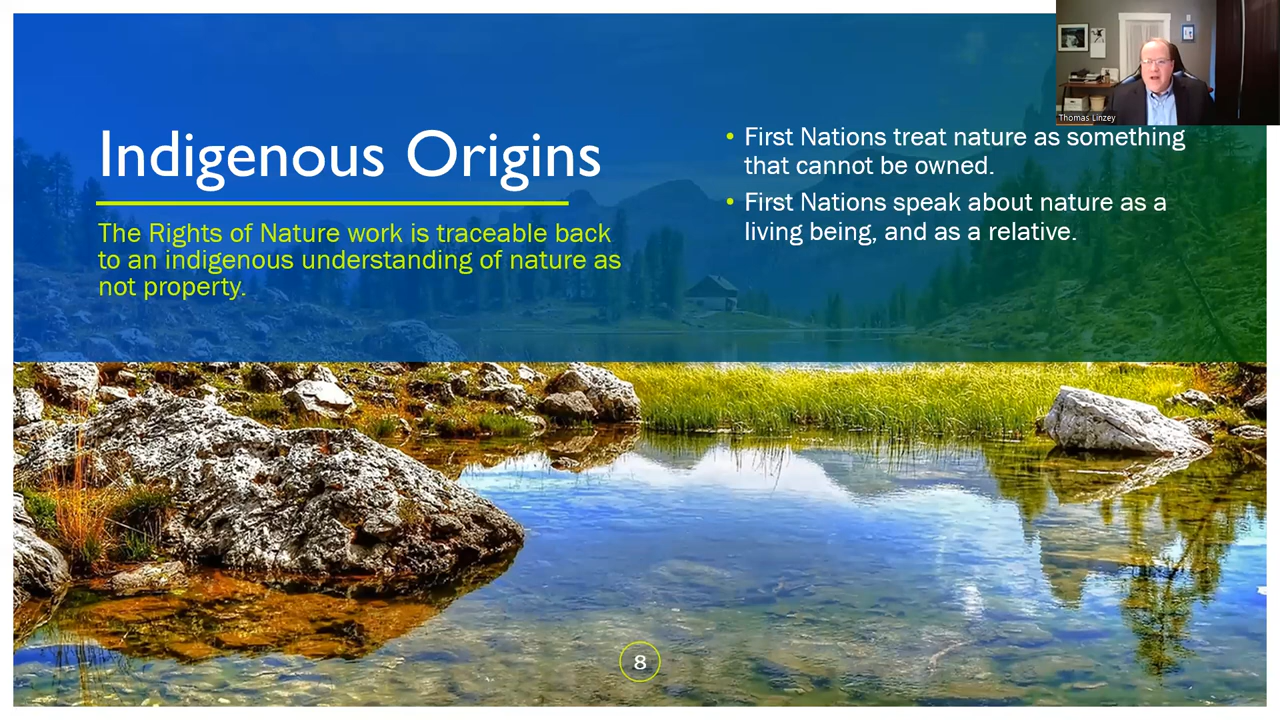 Thomas Linzey
Indigenous Origins
The Rights of Nature work is traceable back
to an indigenous understanding of nature as
not property.
• First Nations treat nature as something
that cannot be owned.
• First Nations speak about nature as a
living being, and as a relative.
8